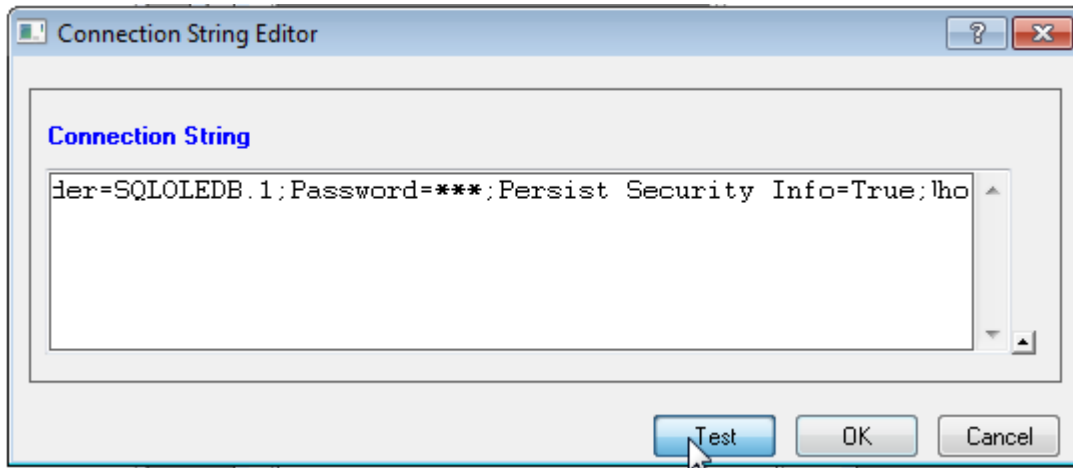 Connection String Editor
Connection String
der=SQLOLEDB.1;Password=***;Persist Security Info=True;
Test OK Cancel